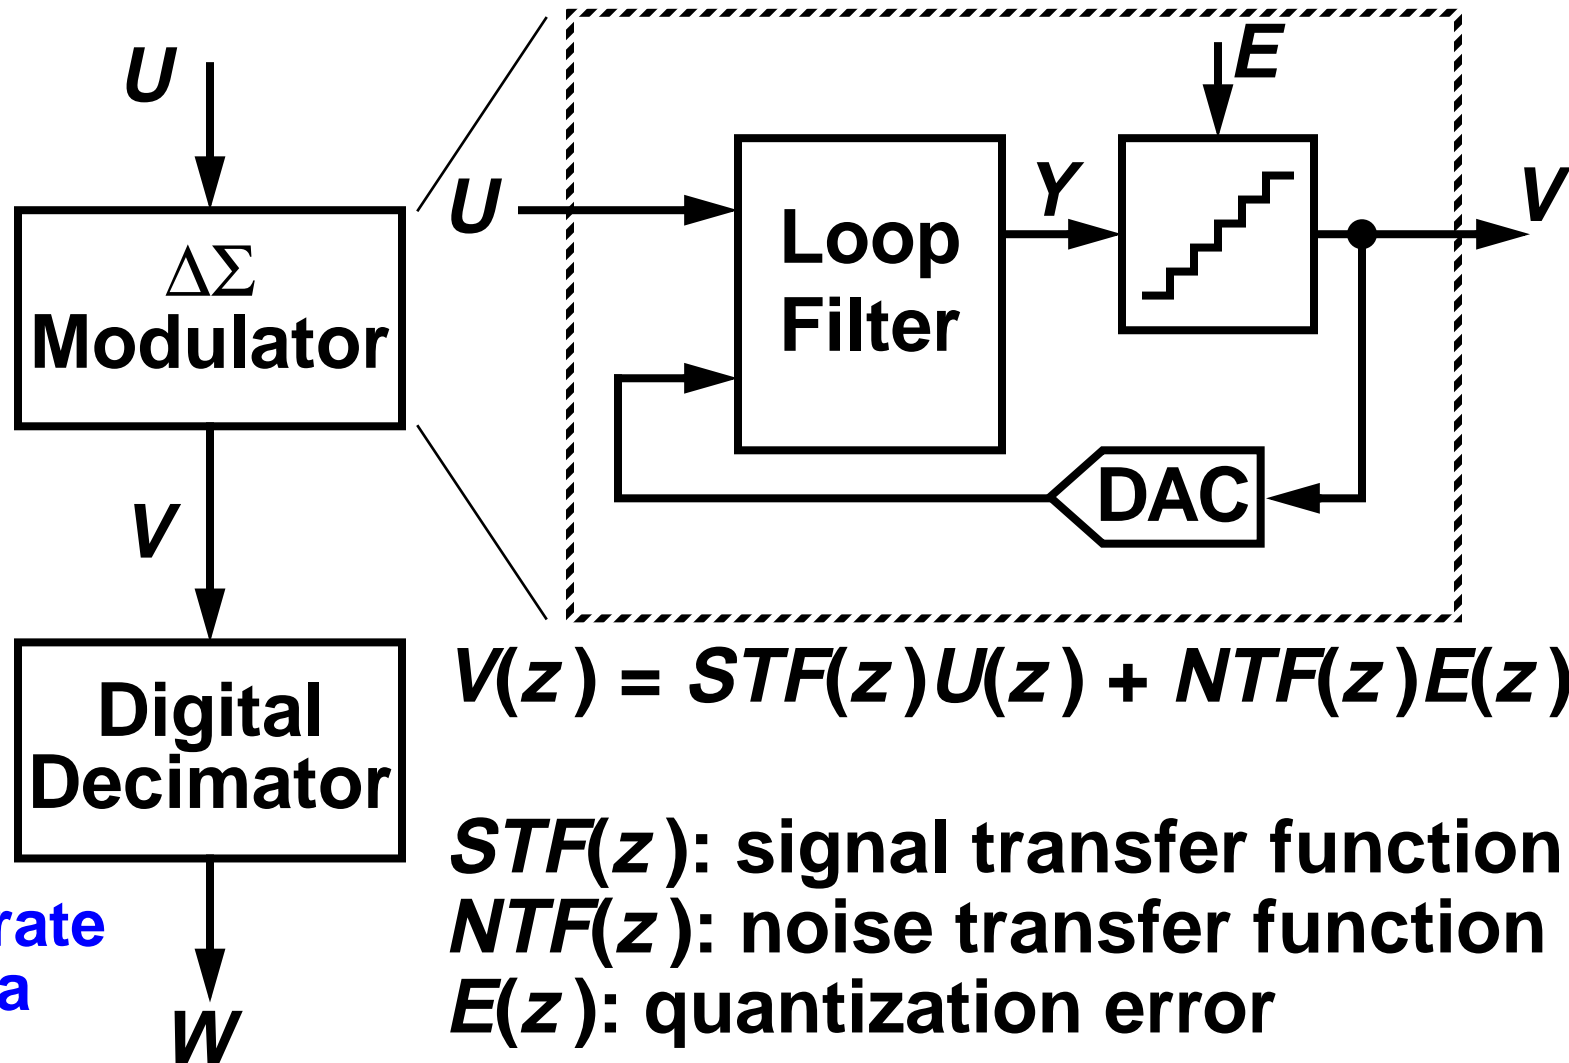 U
ΔΣ
Modulator
V
Digital
Decimator
rate
a
W
U
Loop
Filter
Y
E
V
DAC
V(z) = STF(z)U(z) + NTF(z)E(z)
STF(z): signal transfer function
NTF(z): noise transfer function
E(z): quantization error